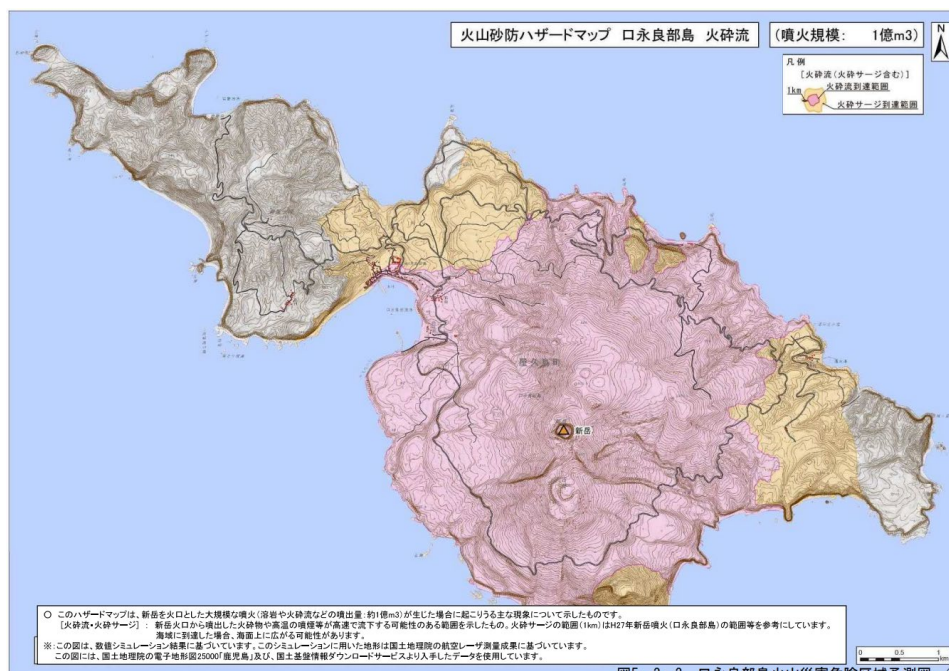 火山砂防ハザードマップ 口永良部島 火砕流
(噴火規模: 1億m3)
N
凡例
[火砕流(火砕サージ含む)]
1km
火砕流到達範囲
火砕サージ到達範囲
屋久島町
新岳
○ このハザードマップは、新岳を火口とした大規模な噴火(溶岩や火砕流などの噴出量:約1億m3)が生じた場合に起こりうる主な現象について示したものです。
[火砕流・火砕サージ] : 新岳火口から噴出した火砕物や高温の噴煙等が高速で流下する可能性のある範囲を示したもの。火砕サージの範囲(1km)はH27年新岳噴火(口永良部島)の範囲等を参考にしています。
海域に到達した場合、海面上に広がる可能性があります。
※:この図は、数値シミュレーション結果に基づいています。このシミュレーションに用いた地形は国土地理院の航空レーザ測量成果に基づいています。
この図には、国土地理院の電子地形図25000「鹿児島」及び、国土基盤情報ダウンロードサービスより入手したデータを使用しています。
0 0.5 1